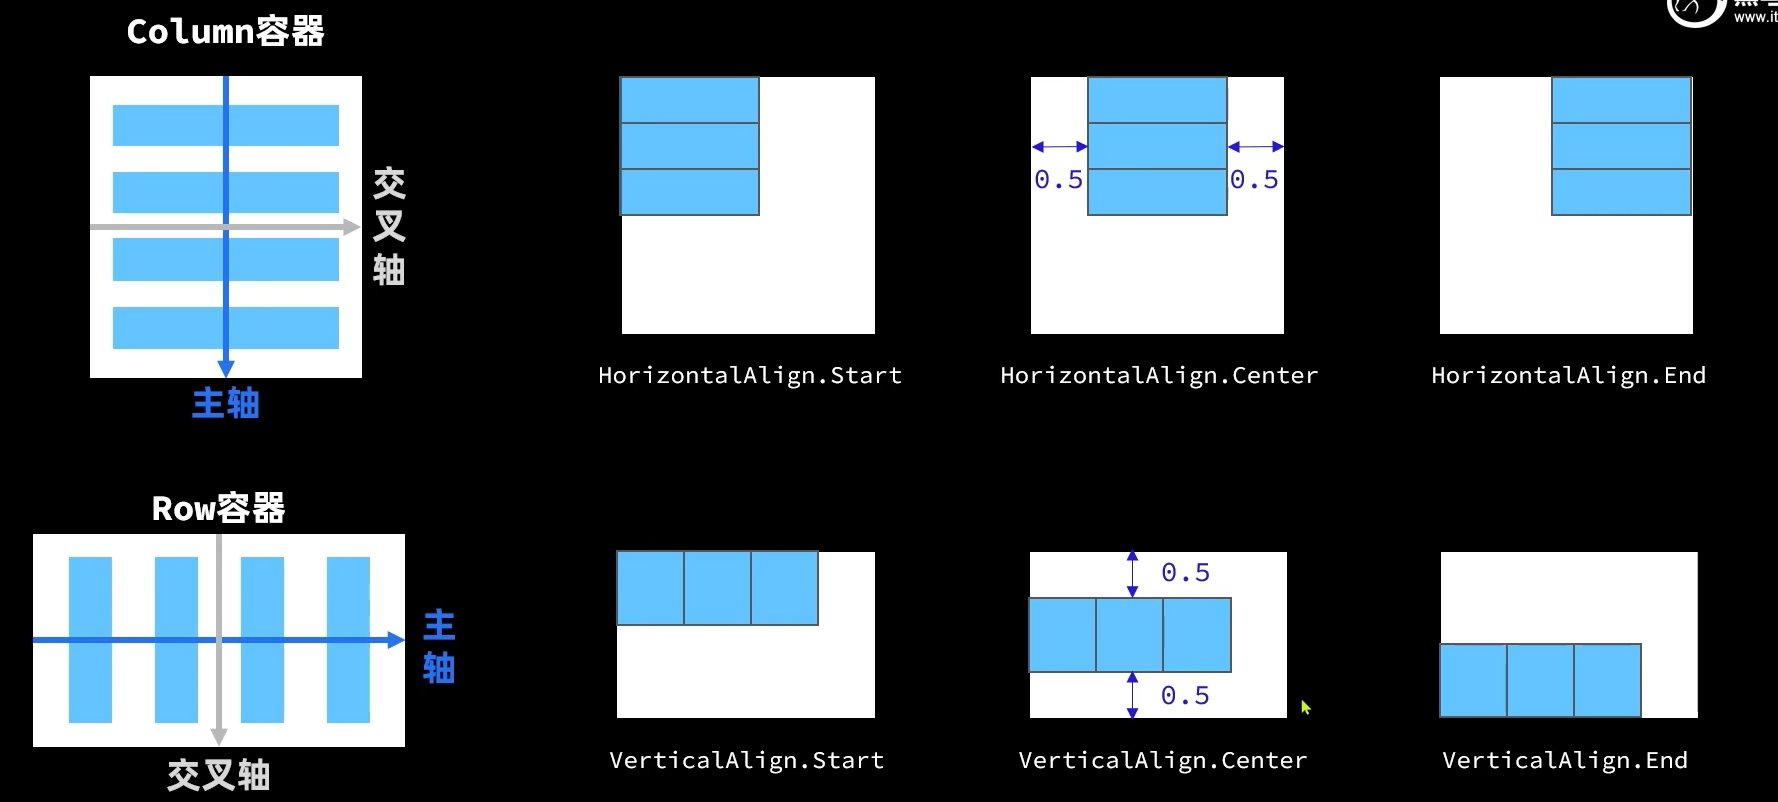 www.it
Column容器
交叉轴
主轴
0.5
0.5
HorizontalAlign.Start
HorizontalAlign.Center
HorizontalAlign.End
Row容器
主轴
交叉轴
0.5
0.5
VerticalAlign.Start
VerticalAlign.Center
VerticalAlign.End